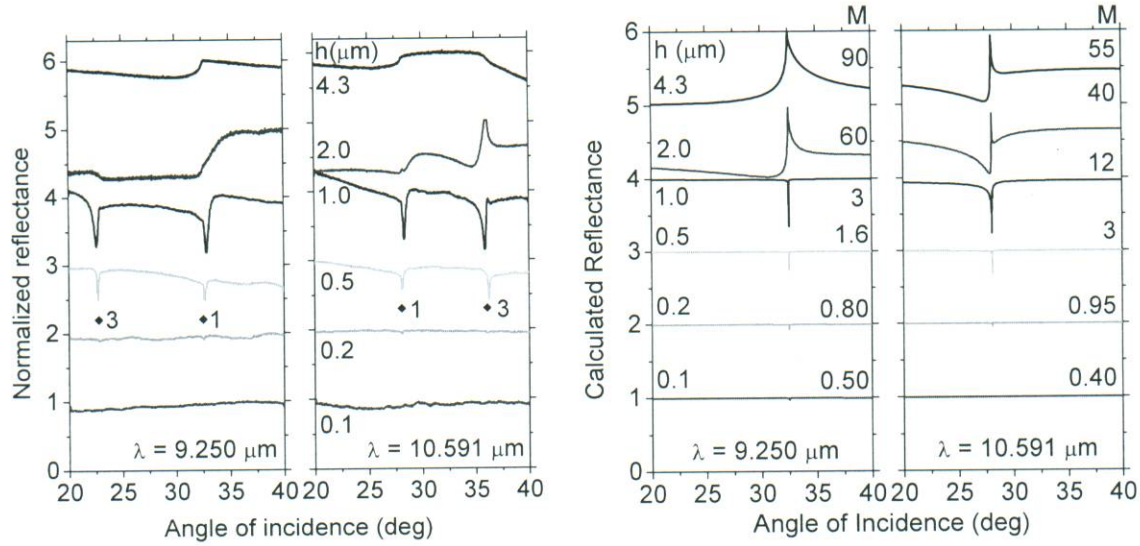 M
M
h(μm)
4.3
2.0
1.0
0.5
0.2
0.1
h (μm)
4.3
2.0
1.0
0.5
0.2
0.1
90
60
3
1.6
0.80
0.50
55
40
12
3
0.95
0.40
6
5
4
3
2
1
0
6
5
4
3
2
1
0
3
1
1
3
λ = 9.250 μm
λ = 10.591 μm
λ = 9.250 μm
λ = 10.591 μm
20 25 30 35 40
20 25 30 35 40
20 25 30 35 40
20 25 30 35 40
Normalized reflectance
Angle of incidence (deg)
Calculated Reflectance
Angle of Incidence (deg)